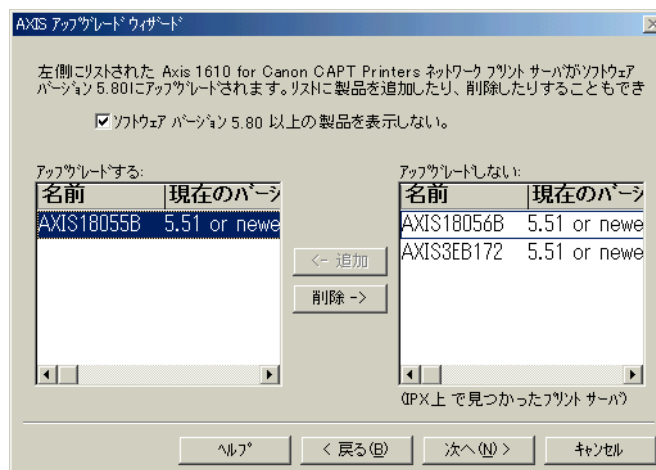 AXIS アップグレード ウィザード
左側にリストされた Axis 1610 for Canon CAPT Printers ネットワーク プリント サーバがソフトウェア
バージョン 5.80にアップグレードされます。リストに製品を追加したり、削除したりすることもでき
ソフトウェア バージョン 5.80 以上の製品を表示しない。
アップグレードする:
名前 現在のバージ
AXIS18055B 5.51 or newe
<- 追加
削除 ->
アップグレードしない:
名前 現在のバージ
AXIS18056B 5.51 or newe
AXIS3EB172 5.51 or newe
(IPX上 で見つかったプリント サーバ)
ヘルプ < 戻る(B) 次へ(N) > キャンセル